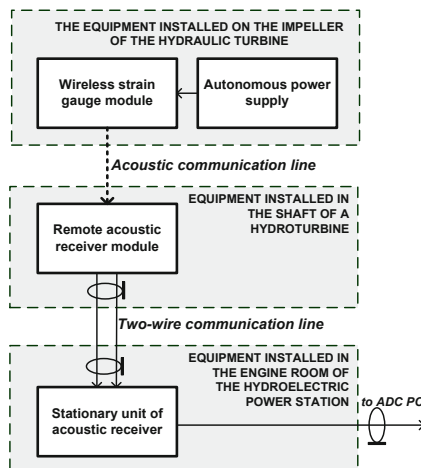 THE EQUIPMENT INSTALLED ON THE IMPELLER
OF THE HYDRAULIC TURBINE
Wireless strain
gauge module
Autonomous power
supply
Acoustic communication line
EQUIPMENT INSTALLED IN
THE SHAFT OF A
HYDROTURBINE
Remote acoustic
receiver module
Two-wire communication line
EQUIPMENT INSTALLED IN
THE ENGINE ROOM OF
THE HYDROELECTRIC
POWER STATION
Stationary unit of
acoustic receiver
to ADC PC